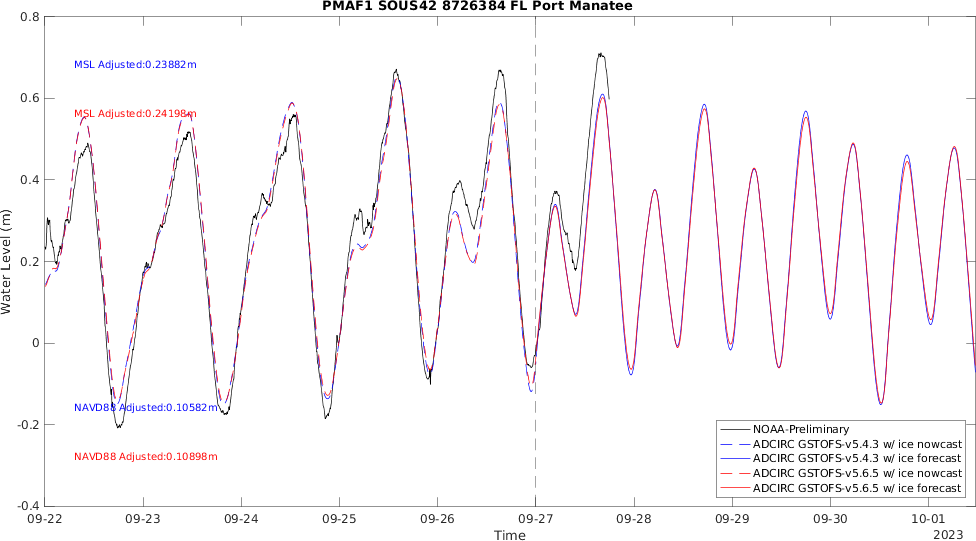 PMAF1 SOUS42 8726384 FL Port Manatee
0.8
0.6
0.4
0.2
0
-0.2
-0.4
Water Level (m)
MSL Adjusted:0.23882m
MSL Adjusted:0.24198m
NAVD88 Adjusted:0.10582m
NAVD88 Adjusted:0.10898m
NOAA-Preliminary
ADCIRC GSTOFS-v5.4.3 w/ ice nowcast
ADCIRC GSTOFS-v5.4.3 w/ ice forecast
ADCIRC GSTOFS-v5.6.5 w/ ice nowcast
ADCIRC GSTOFS-v5.6.5 w/ ice forecast
09-22 09-23 09-24 09-25 09-26 09-27 09-28 09-29 09-30 10-01
Time
2023